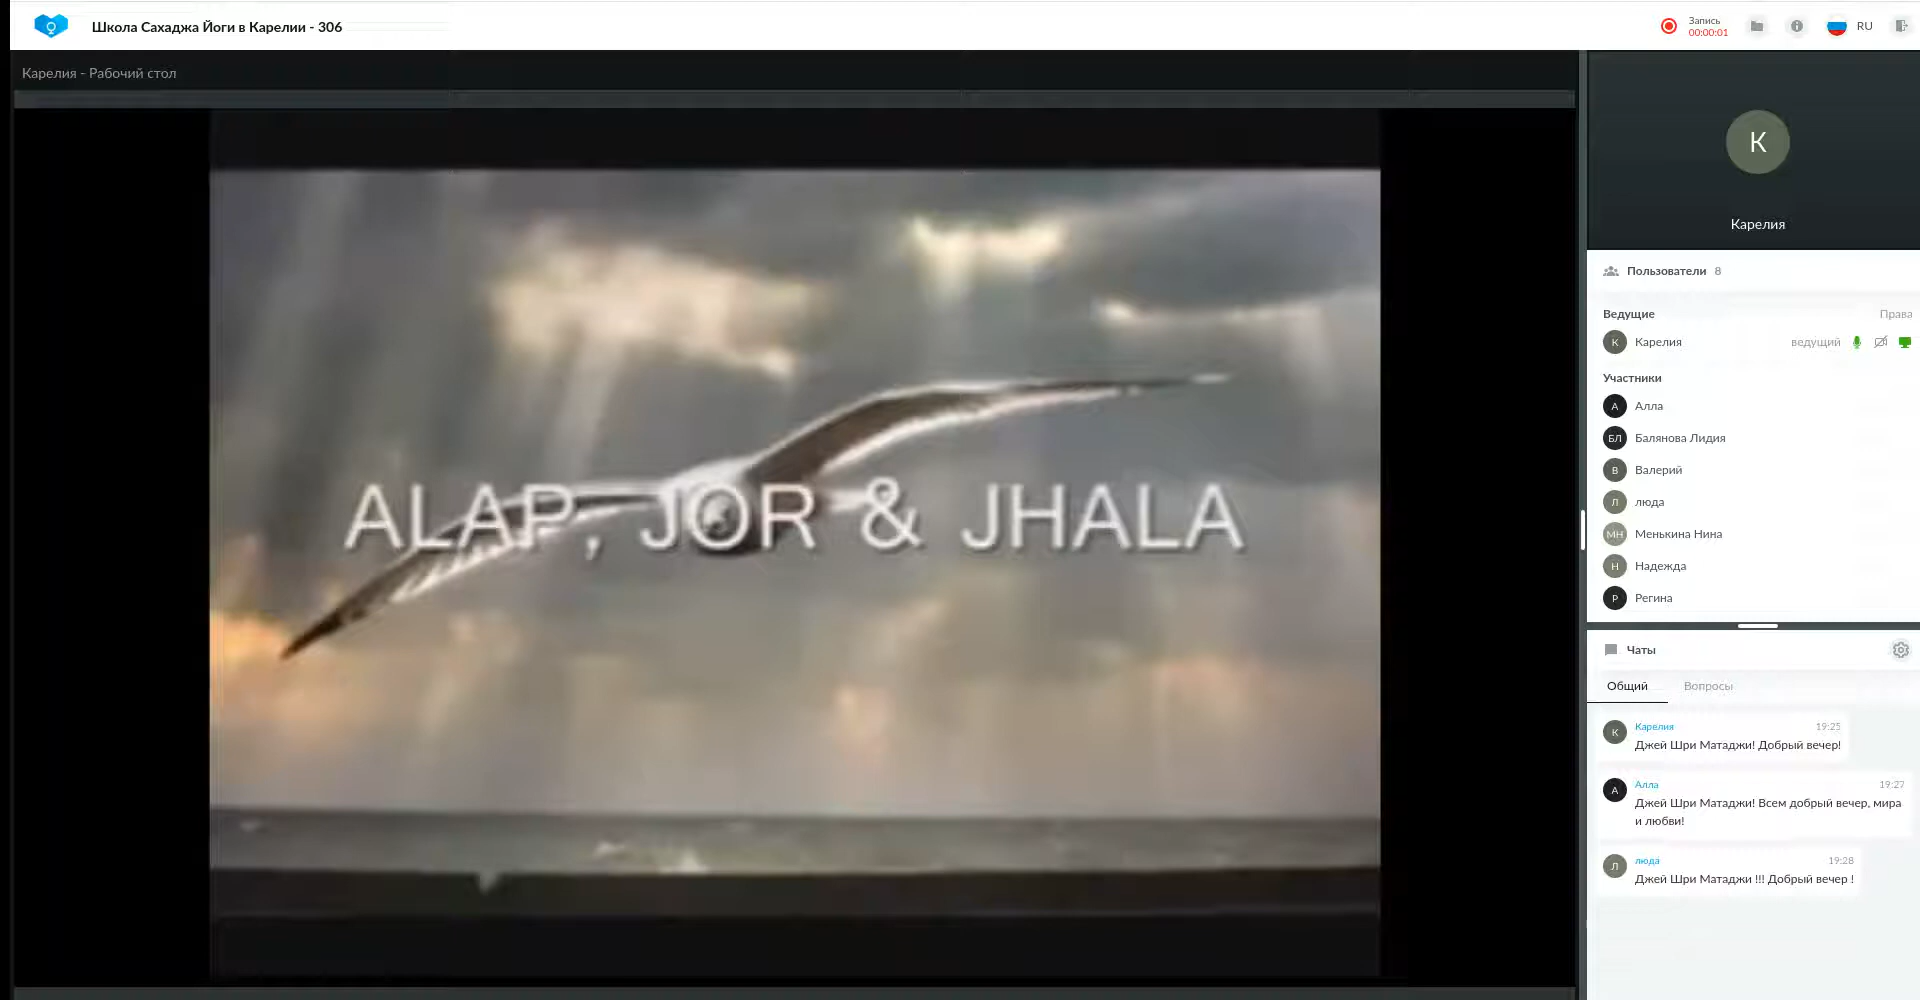 Школа Сахаджа Йоги в Карелии - 306
Запись
00:00:01
RU
Карелия - Рабочий стол
ALAP, JOR & JHALA
К
Карелия
Пользователи 8
Ведущие Права
К Карелия ведущий
Участники
А Алла
БЛ Балянова Лидия
В Валерий
Л люда
МН Менькина Нина
Н Надежда
Р Регина
Чаты
Общий Вопросы
К Карелия 19:25
Джей Шри Матаджи! Добрый вечер!
А Алла 19:27
Джей Шри Матаджи! Всем добрый вечер, мира
и любви!
Л люда 19:28
Джей Шри Матаджи !!! Добрый вечер !